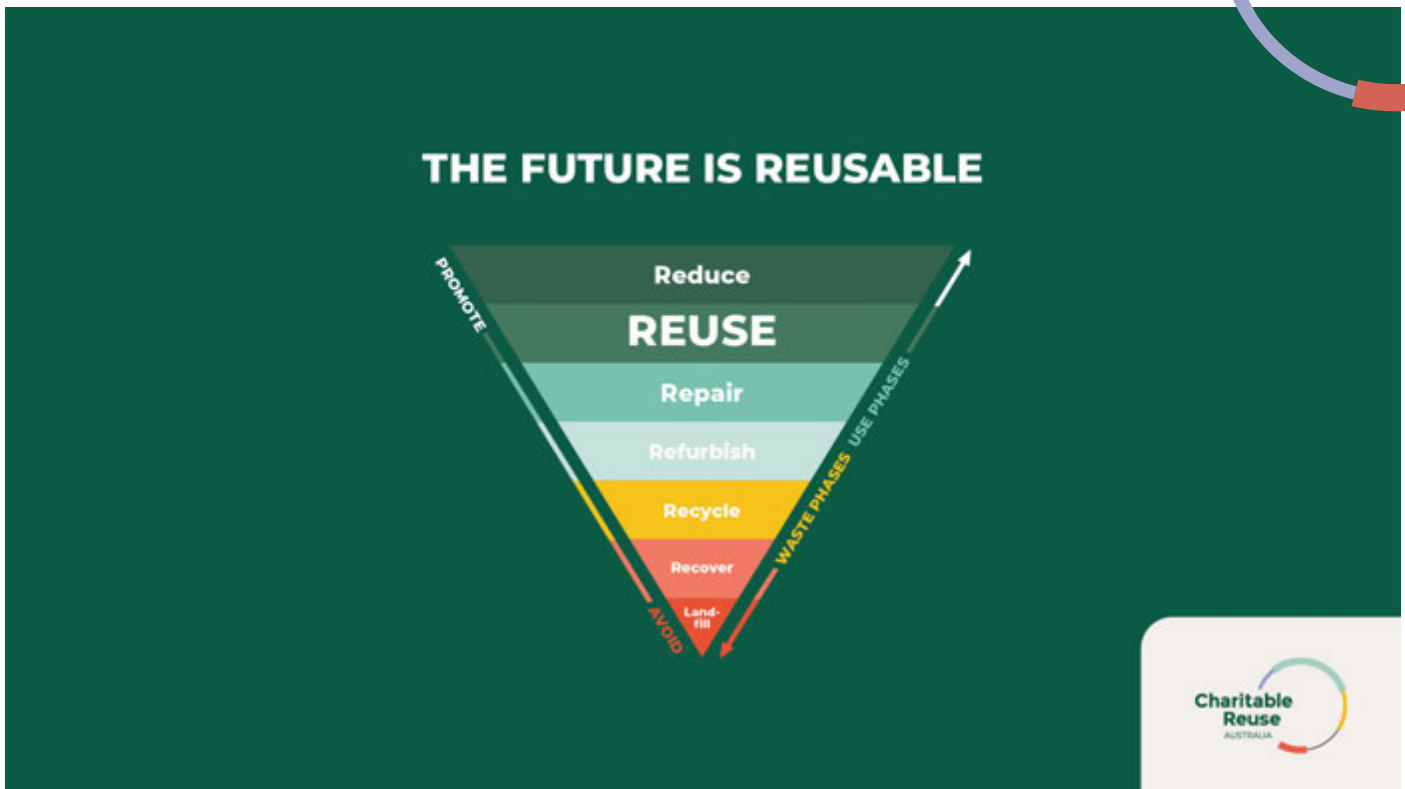 THE FUTURE IS REUSABLE
PROMOTE
Reduce
REUSE
Repair
Refurbish
Recycle
Recover
Land-
fill
AVOID
USE PHASES
WASTE PHASES
Charitable
Reuse
AUSTRALIA